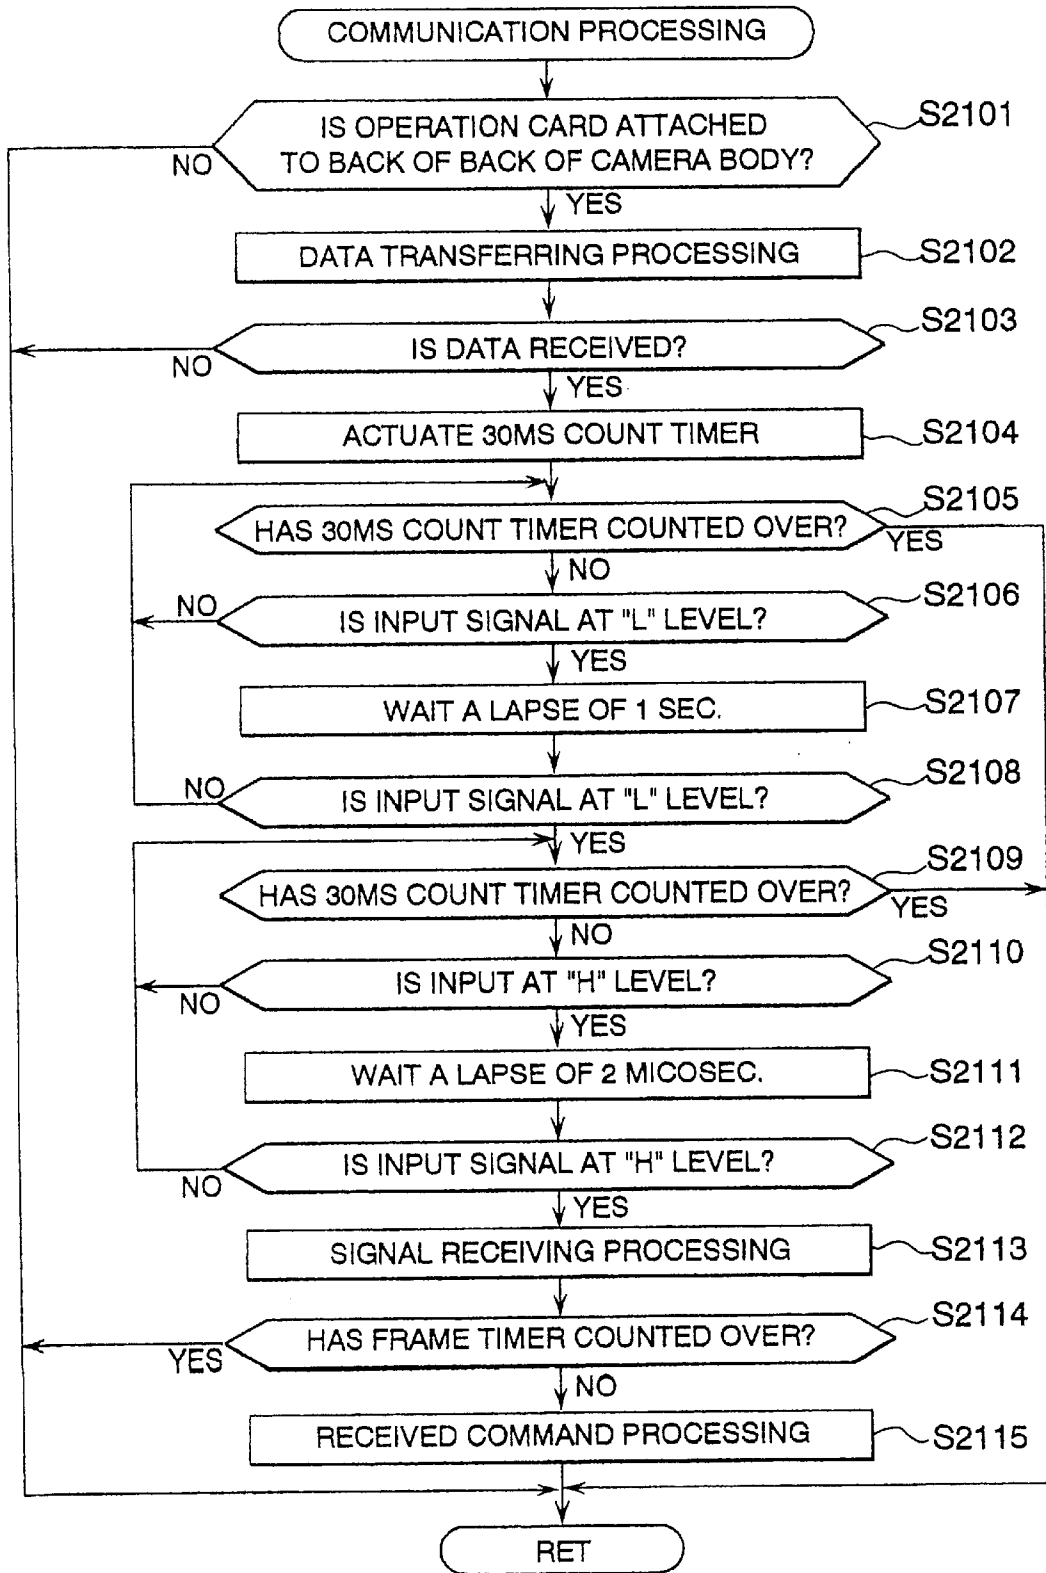 COMMUNICATION PROCESSING
IS OPERATION CARD ATTACHED
TO BACK OF BACK OF CAMERA BODY?
S2101
NO
YES
DATA TRANSFERRING PROCESSING
S2102
IS DATA RECEIVED?
S2103
NO
YES
ACTUATE 30MS COUNT TIMER
S2104
HAS 30MS COUNT TIMER COUNTED OVER?
S2105
YES
NO
IS INPUT SIGNAL AT "L" LEVEL?
S2106
NO
YES
WAIT A LAPSE OF 1 SEC.
S2107
IS INPUT SIGNAL AT "L" LEVEL?
S2108
NO
YES
HAS 30MS COUNT TIMER COUNTED OVER?
S2109
YES
NO
IS INPUT AT "H" LEVEL?
S2110
NO
YES
WAIT A LAPSE OF 2 MICOSEC.
S2111
IS INPUT SIGNAL AT "H" LEVEL?
S2112
NO
YES
SIGNAL RECEIVING PROCESSING
S2113
HAS FRAME TIMER COUNTED OVER?
S2114
YES
NO
RECEIVED COMMAND PROCESSING
S2115
RET